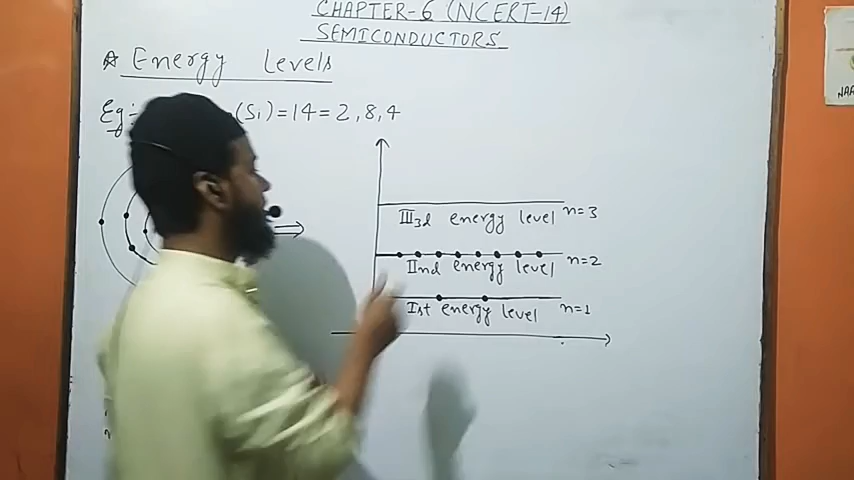 CHAPTER-6 (NCERT-14)
SEMICONDUCTORS
Energy levels
Eg:- (Si) = 14 = 2, 8, 4
III3d energy level n=3
IInd energy level n=2
Ist energy level n=1